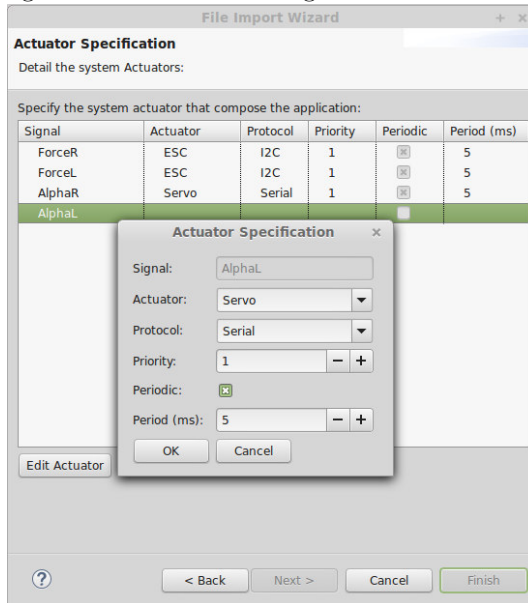 File Import Wizard + x
Actuator Specification
Detail the system Actuators:
Specify the system actuator that compose the application:
Signal Actuator Protocol Priority Periodic Period (ms)
ForceR ESC I2C 1 5
ForceL ESC I2C 1 5
AlphaR Servo Serial 1 5
AlphaL
Actuator Specification x
Signal: AlphaL
Actuator: Servo
Protocol: Serial
Priority: 1 - +
Periodic:
Period (ms): 5 - +
OK Cancel
Edit Actuator
? < Back Next > Cancel Finish